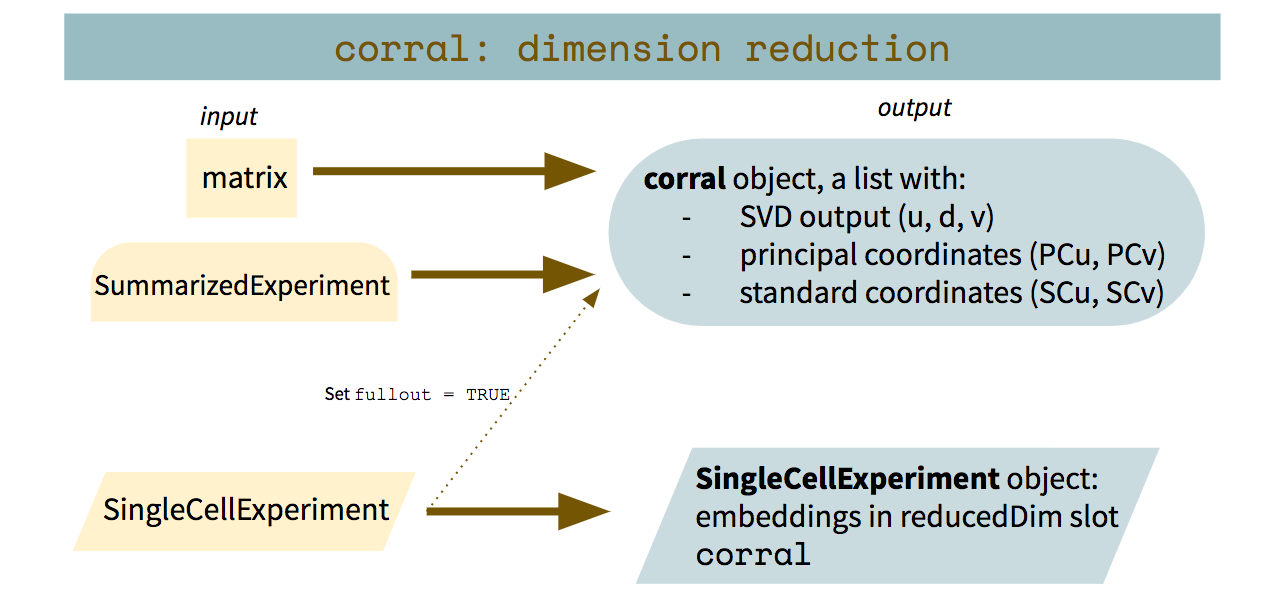 corral: dimension reduction
input
output
matrix
SummarizedExperiment
corral object, a list with:
- SVD output (u, d, v)
- principal coordinates (PCu, PCv)
- standard coordinates (SCu, SCv)
Set fullout = TRUE
SingleCellExperiment
SingleCellExperiment object:
embeddings in reducedDim slot
corral